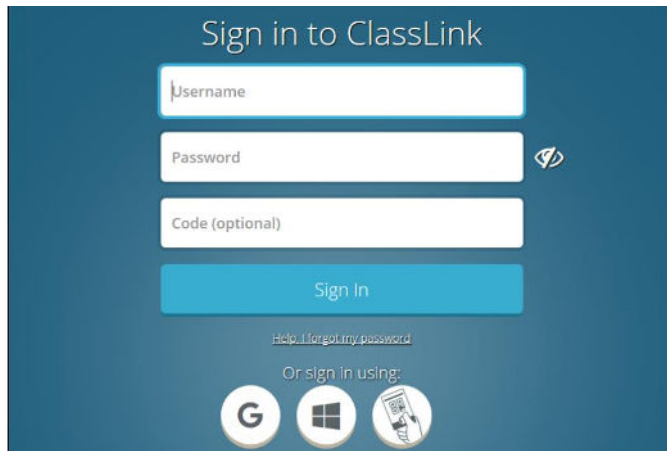 Sign in to ClassLink
Username
Password
Code (optional)
Sign In
Help, I forgot my password
Or sign in using:
G